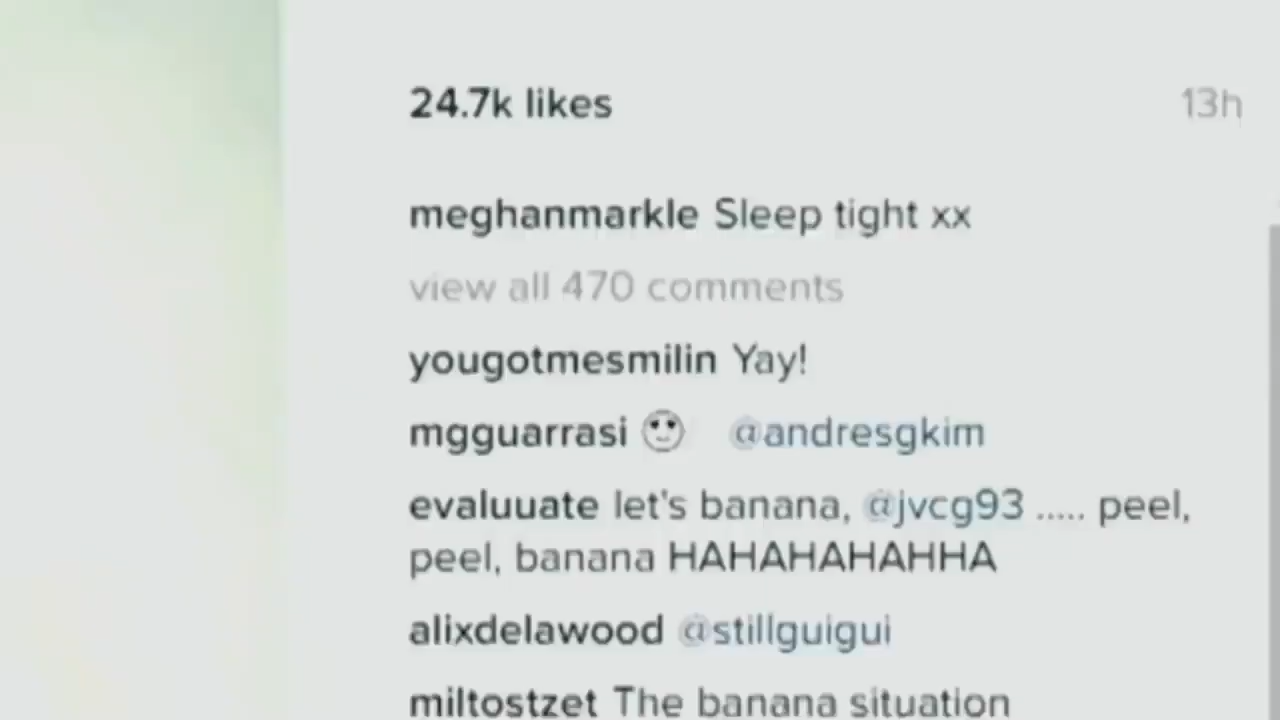 24.7k likes 13h
meghanmarkle Sleep tight xx
view all 470 comments
yougotmesmilin Yay!
mgguarrasi 🙄 @andresgkim
evaluuate let's banana, @jvcg93 ..... peel,
peel, banana HAHAHAHAHHA
alixdelawood @stillguigui
miltostzet The banana situation